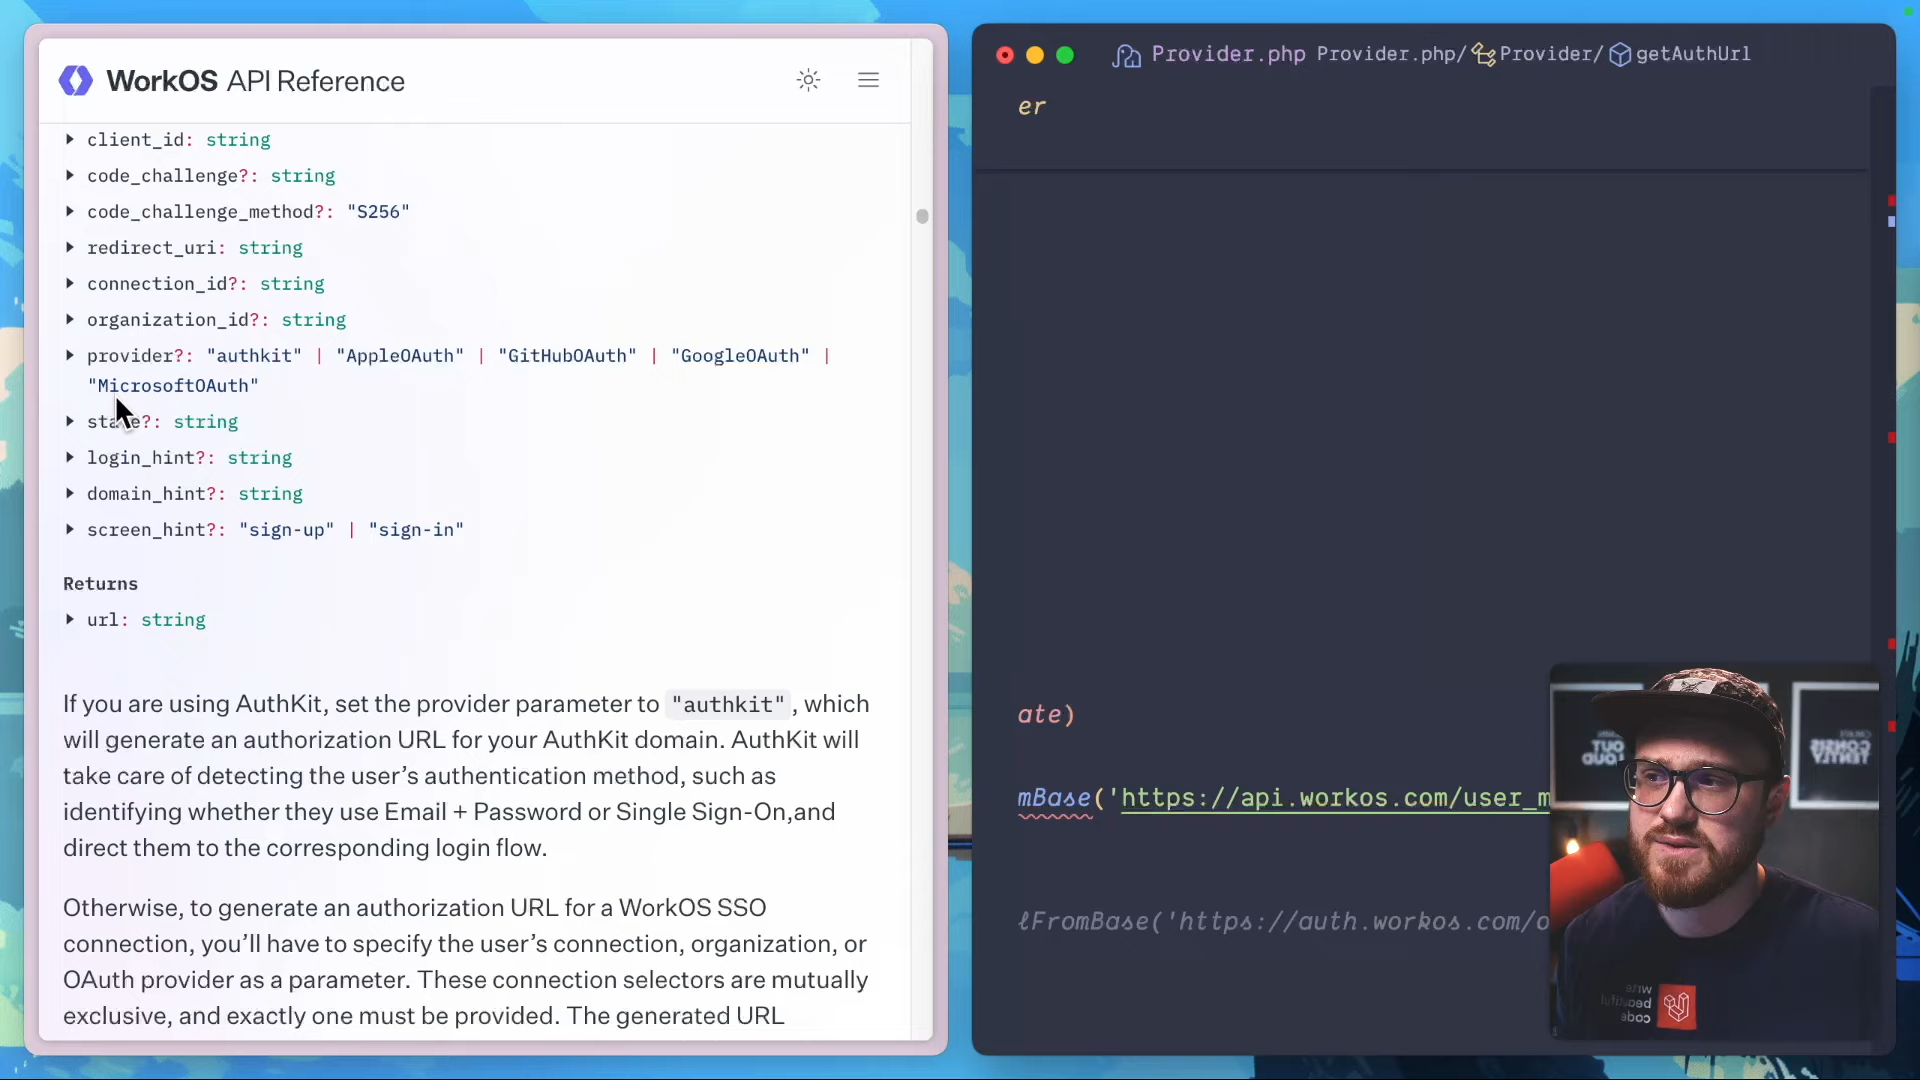 WorkOS API Reference
client_id: string
code_challenge?: string
code_challenge_method?: "S256"
redirect_uri: string
connection_id?: string
organization_id?: string
provider?: "authkit" | "AppleOAuth" | "GitHubOAuth" | "GoogleOAuth" |
"MicrosoftOAuth"
state?: string
login_hint?: string
domain_hint?: string
screen_hint?: "sign-up" | "sign-in"
Returns
url: string
If you are using AuthKit, set the provider parameter to "authkit", which
will generate an authorization URL for your AuthKit domain. AuthKit will
take care of detecting the user's authentication method, such as
identifying whether they use Email + Password or Single Sign-On,and
direct them to the corresponding login flow.
Otherwise, to generate an authorization URL for a WorkOS SSO
connection, you'll have to specify the user's connection, organization, or
OAuth provider as a parameter. These connection selectors are mutually
exclusive, and exactly one must be provided. The generated URL
Provider.php Provider.php/Provider/getAuthUrl
er
ate)
mBase('https://api.workos.com/user_m
lFromBase('https://auth.workos.com/o
OUT
LOUD
CONSIS
TENTLY
write
beautiful
code